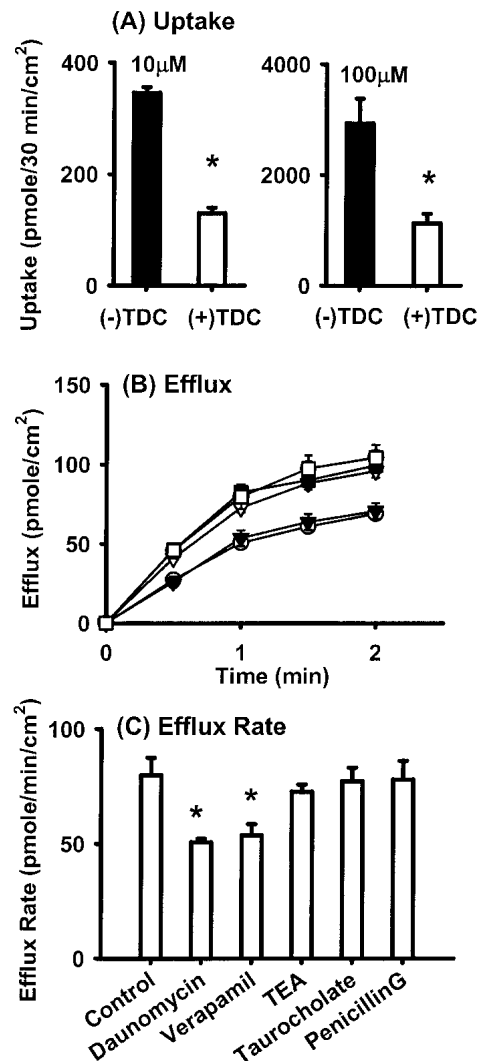 (A) Uptake
Uptake (pmole/30 min/cm²)
400
200
0
10μM
*
(-)TDC (+)TDC
4000
2000
0
100μM
*
(-)TDC (+)TDC
(B) Efflux
Efflux (pmole/cm²)
150
100
50
0
0 1 2
Time (min)
(C) Efflux Rate
Efflux Rate (pmole/min/cm²)
100
50
0
* *
Control
Daunomycin
Verapamil
TEA
Taurocholate
PenicillinG